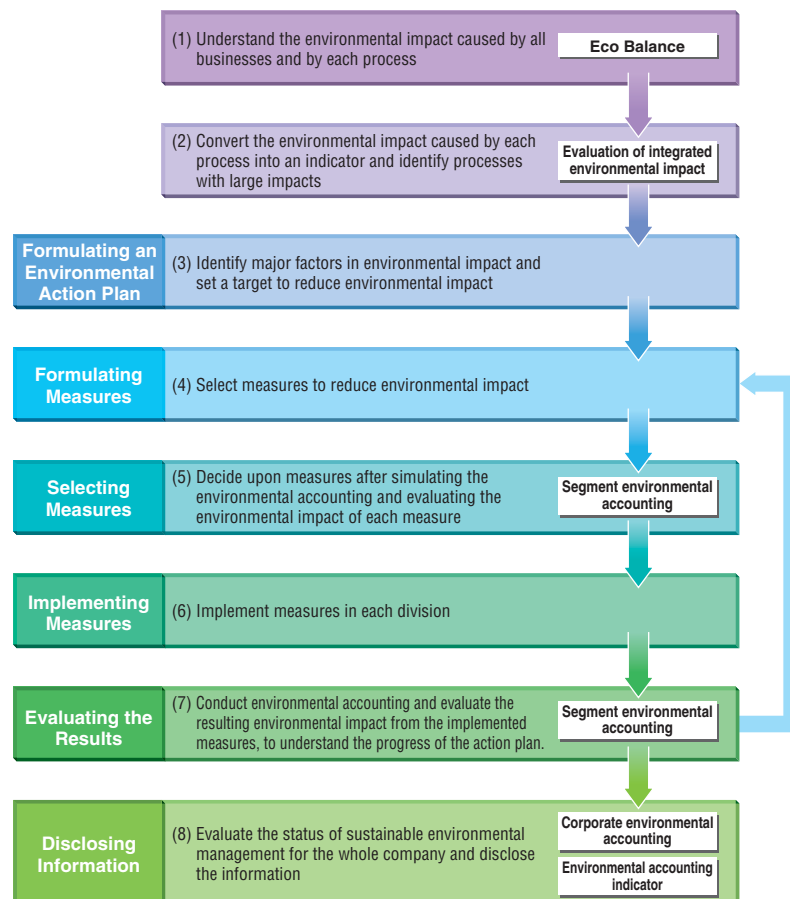 (1) Understand the environmental impact caused by all
businesses and by each process
Eco Balance
(2) Convert the environmental impact caused by each
process into an indicator and identify processes
with large impacts
Evaluation of integrated
environmental impact
Formulating an
Environmental
Action Plan
(3) Identify major factors in environmental impact and
set a target to reduce environmental impact
Formulating
Measures
(4) Select measures to reduce environmental impact
Selecting
Measures
(5) Decide upon measures after simulating the
environmental accounting and evaluating the
environmental impact of each measure
Segment environmental
accounting
Implementing
Measures
(6) Implement measures in each division
Evaluating the
Results
(7) Conduct environmental accounting and evaluate the
resulting environmental impact from the implemented
measures, to understand the progress of the action plan.
Segment environmental
accounting
Disclosing
Information
(8) Evaluate the status of sustainable environmental
management for the whole company and disclose
the information
Corporate environmental
accounting
Environmental accounting
indicator